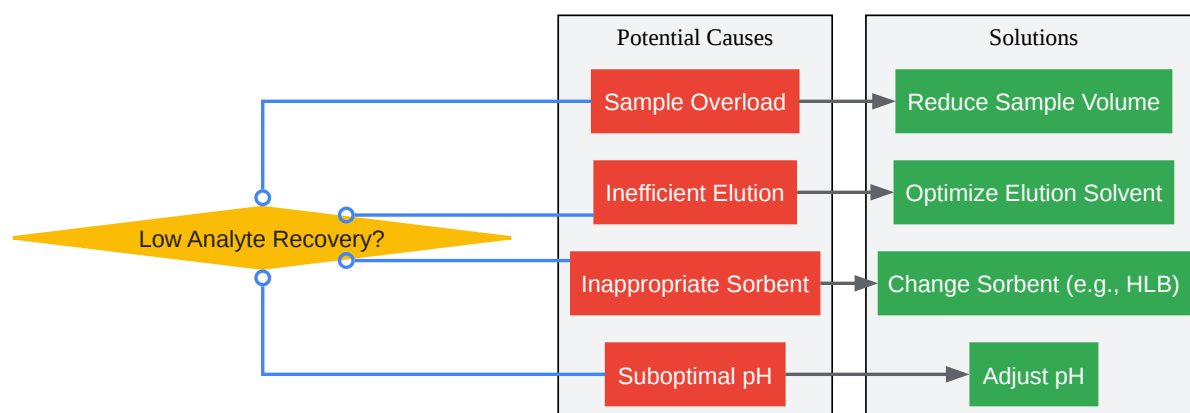 Potential Causes
Solutions
Sample Overload
Reduce Sample Volume
Inefficient Elution
Optimize Elution Solvent
Low Analyte Recovery?
Inappropriate Sorbent
Change Sorbent (e.g., HLB)
Suboptimal pH
Adjust pH